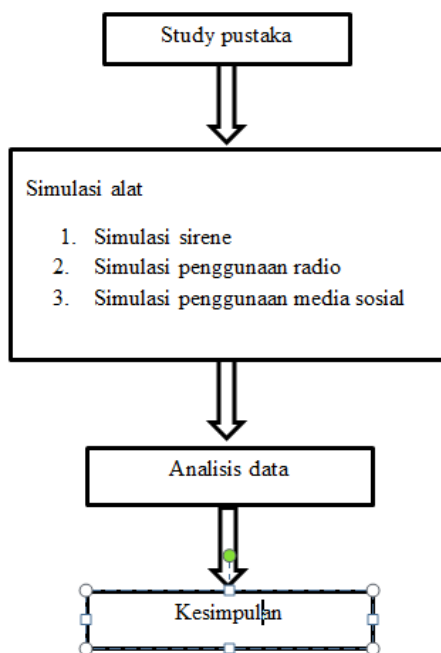 Study pustaka
Simulasi alat
1. Simulasi sirene
2. Simulasi penggunaan radio
3. Simulasi penggunaan media sosial
Analisis data
Kesimpulan